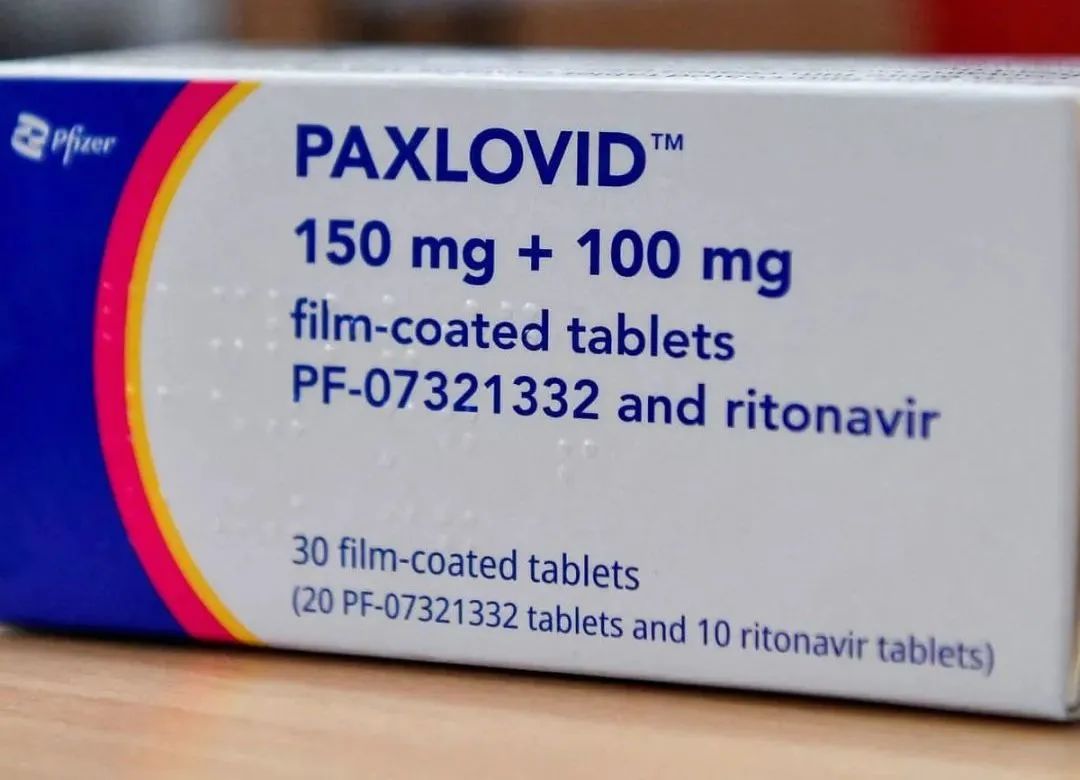 Pfizer
PAXLOVID™
150 mg + 100 mg
film-coated tablets
PF-07321332 and ritonavir
30 film-coated tablets
(20 PF-07321332 tablets and 10 ritonavir tablets)